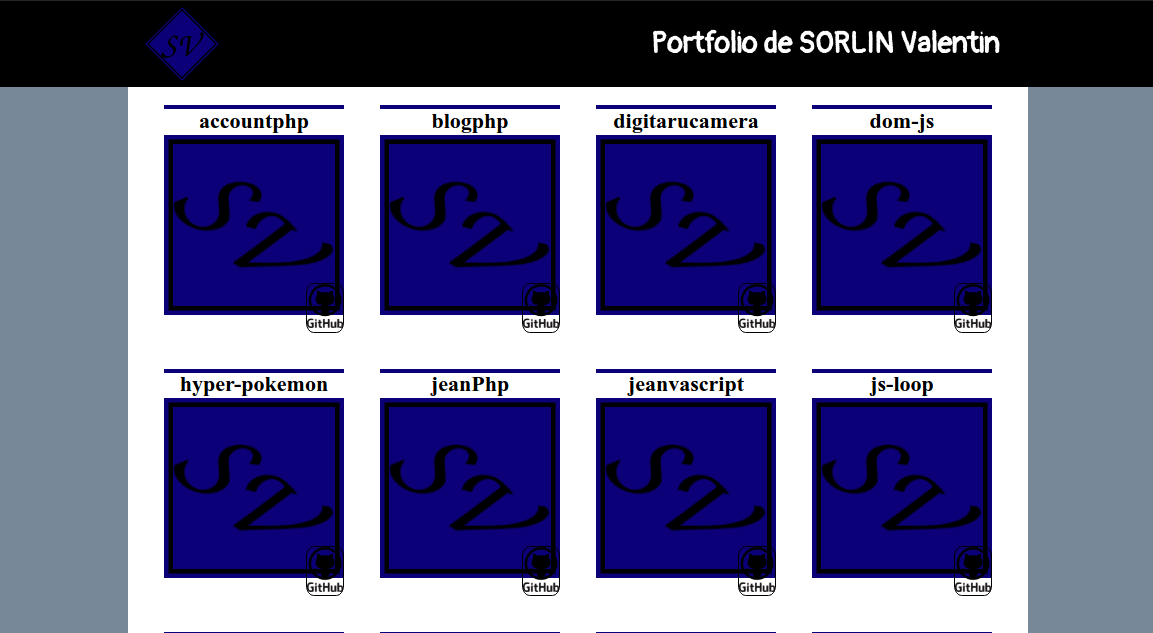 SV
Portfolio de SORLIN Valentin
accountphp
blogphp
digitarucamera
dom-js
SV
SV
SV
SV
GitHub
GitHub
GitHub
GitHub
hyper-pokemon
jeanPhp
jeanvascript
js-loop
SV
SV
SV
SV
GitHub
GitHub
GitHub
GitHub